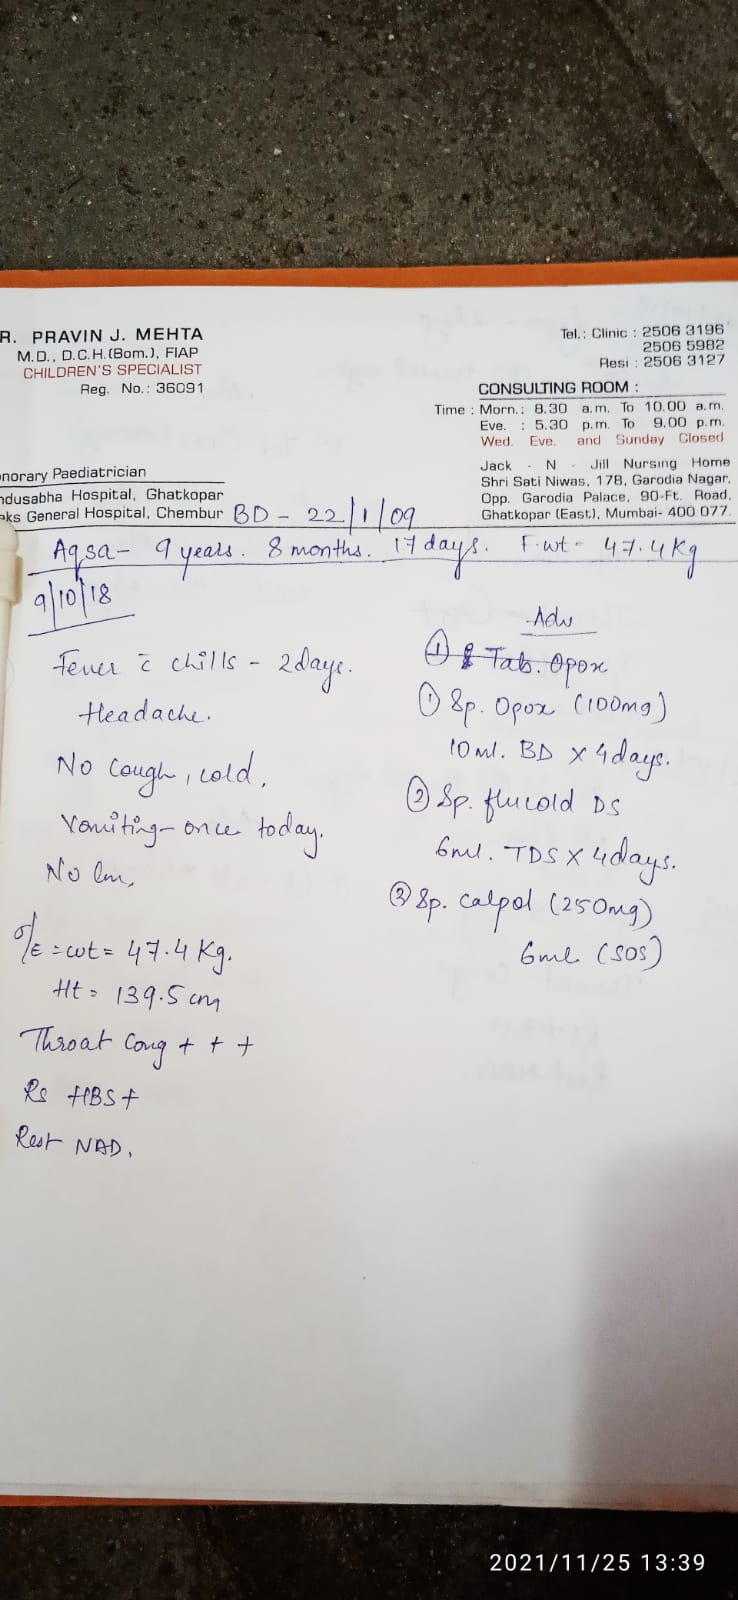 R. PRAVIN J. MEHTA
M.D., D.C.H.(Bom.), FIAP
CHILDREN'S SPECIALIST
Reg. No.: 36091
Tel.: Clinic : 2506 3196
2506 5982
Resi : 2506 3127
CONSULTING ROOM :
Time : Morn.: 8.30 a.m. To 10.00 a.m.
Eve. : 5.30 p.m. To 9.00 p.m.
Wed. Eve. and Sunday Closed
Jack - N - Jill Nursing Home
Shri Sati Niwas, 178, Garodia Nagar,
Opp. Garodia Palace, 90-Ft. Road,
Ghatkopar (East), Mumbai- 400 077.
norary Paediatrician
ndusabha Hospital, Ghatkopar
aks General Hospital, Chembur
BD - 22/1/09
Aqsa - 9 years. 8 months. 17 days. F.wt - 47.4 Kg
9/10/18
Fever c̄ chills - 2 days.
Headache.
No cough, cold.
Vomiting - once today.
No lm,
O/E = wt = 47.4 Kg.
Ht = 139.5 cm
Throat Cong + + +
Rs HBS +
Rest NAD.
Adv
① Tab. Opox
① Sp. Opox (100mg)
10ml. BD x 4 days.
② Sp. flucold DS
6ml. TDS x 4 days.
③ Sp. calpol (250mg)
6ml (SOS)
2021/11/25 13:39